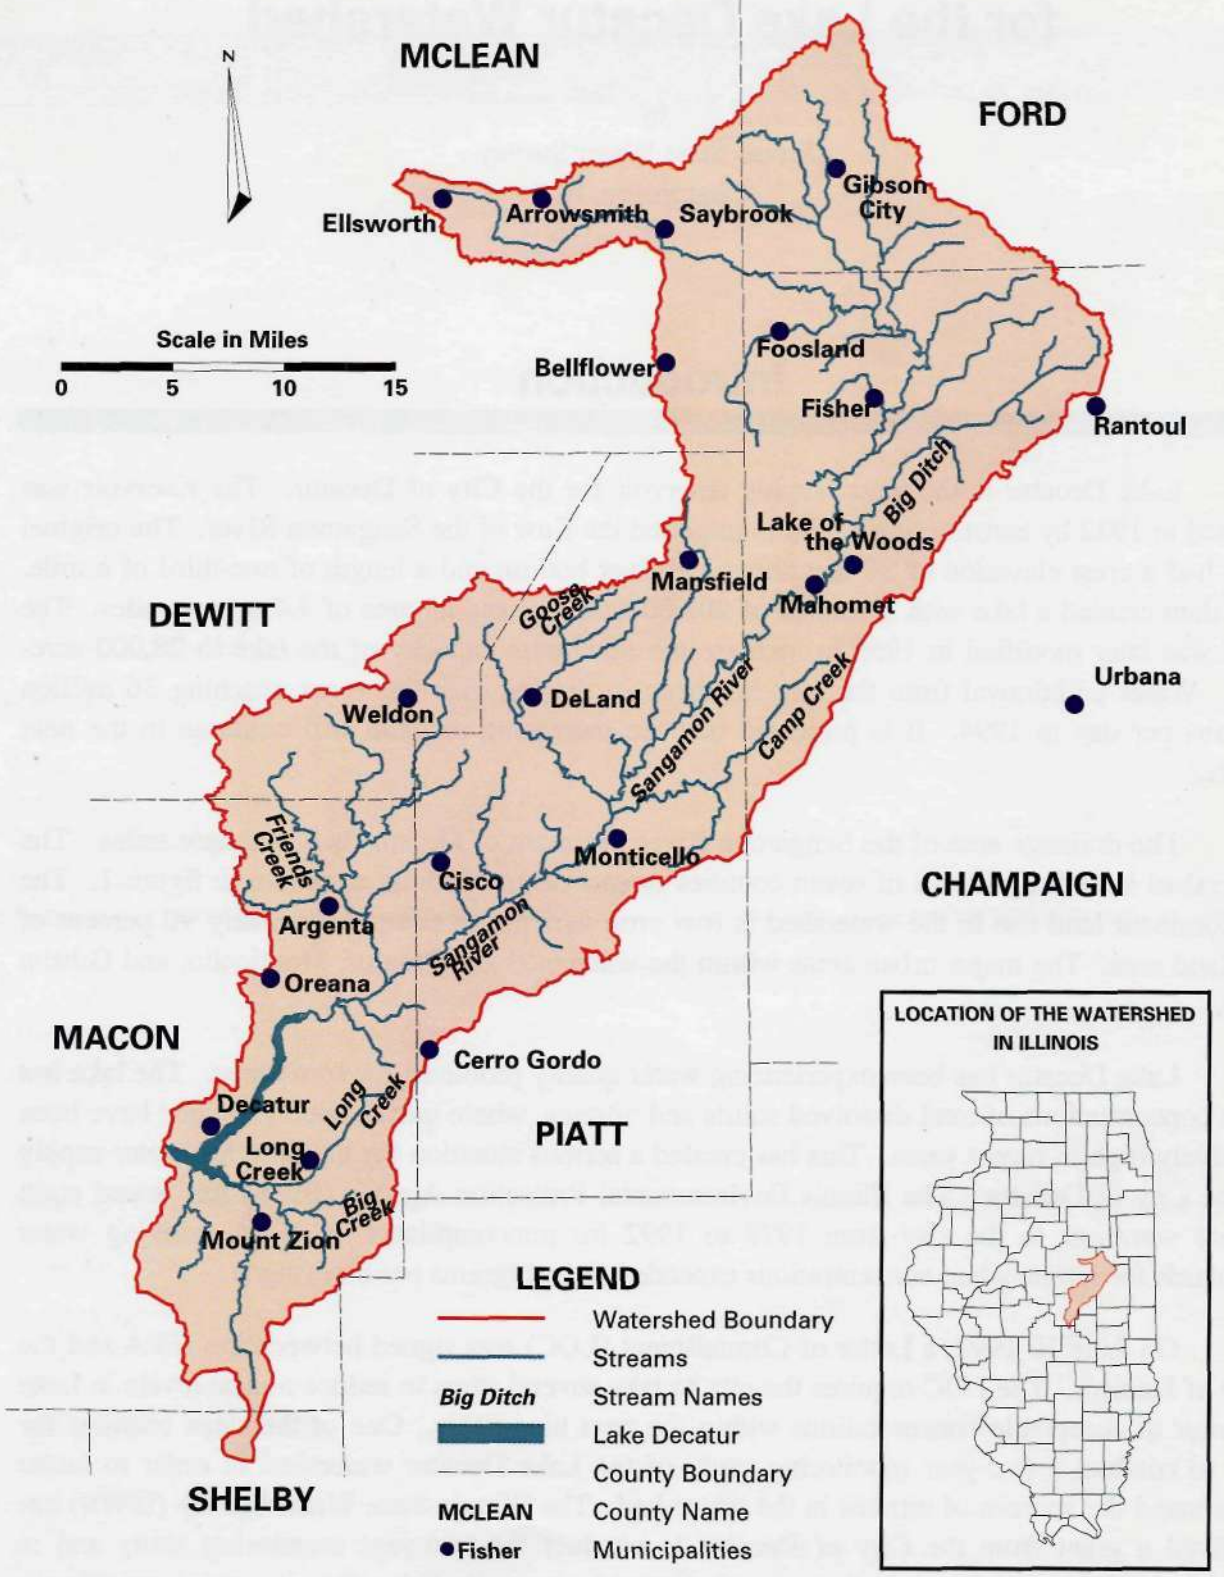 MCLEAN
N
FORD
Gibson
City
Ellsworth
Arrowsmith
Saybrook
Scale in Miles
0 5 10 15
Foosland
Bellflower
Fisher
Rantoul
Big Ditch
Lake of
the Woods
Mansfield
Mahomet
DEWITT
Goose
Creek
Urbana
Weldon
DeLand
Sangamon River
Camp Creek
Friends
Creek
Monticello
Cisco
CHAMPAIGN
Argenta
Sangamon
River
Oreana
MACON
Cerro Gordo
Decatur
Long
Creek
Long
Creek
PIATT
Big
Creek
Mount Zion
SHELBY
LEGEND
Watershed Boundary
Streams
Big Ditch Stream Names
Lake Decatur
County Boundary
MCLEAN County Name
Fisher Municipalities
LOCATION OF THE WATERSHED
IN ILLINOIS